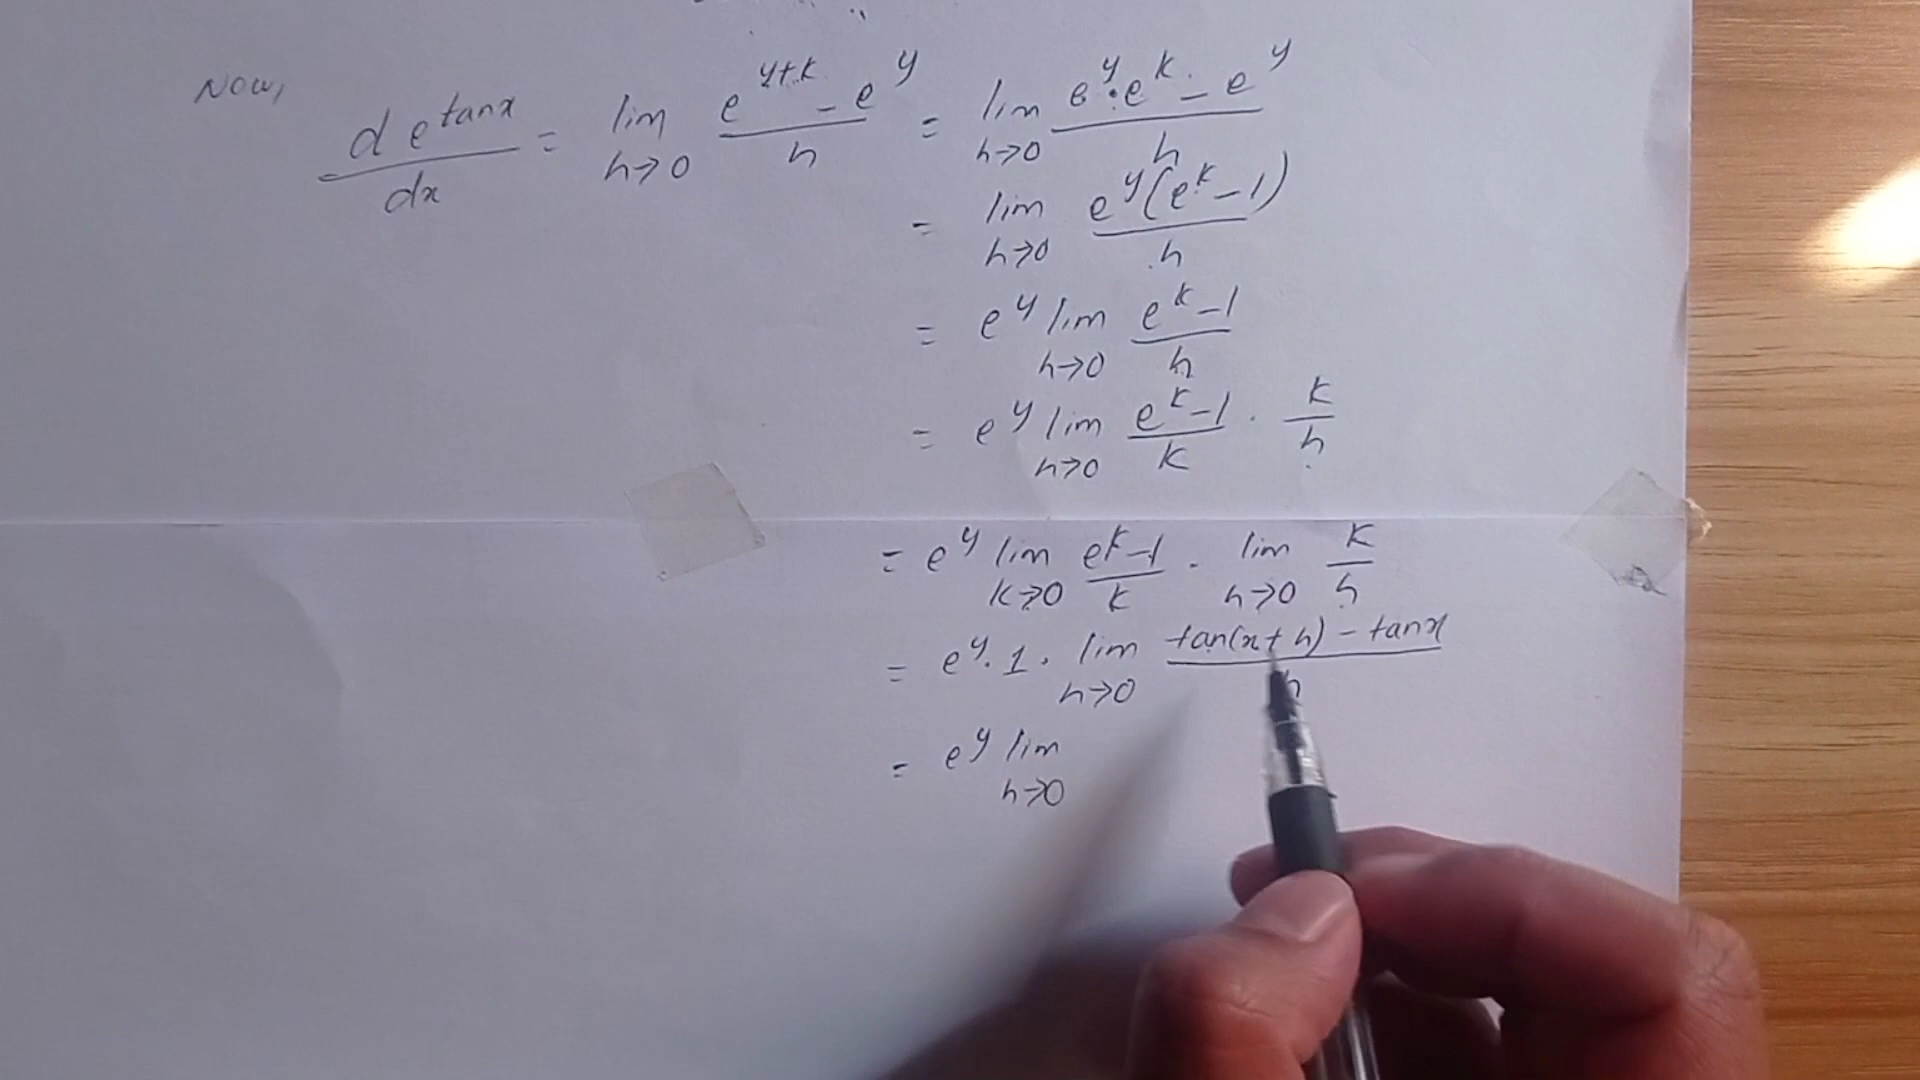 Now,
d e^tanx / dx = lim h→0 e^y+k - e^y / h = lim h→0 e^y . e^k - e^y / h
= lim h→0 e^y(e^k - 1) / h
= e^y lim h→0 e^k - 1 / h
= e^y lim h→0 e^k - 1 / k . k / h
= e^y lim k→0 e^k - 1 / k . lim h→0 k / h
= e^y . 1 . lim h→0 tan(x + h) - tanx / h
= e^y lim h→0